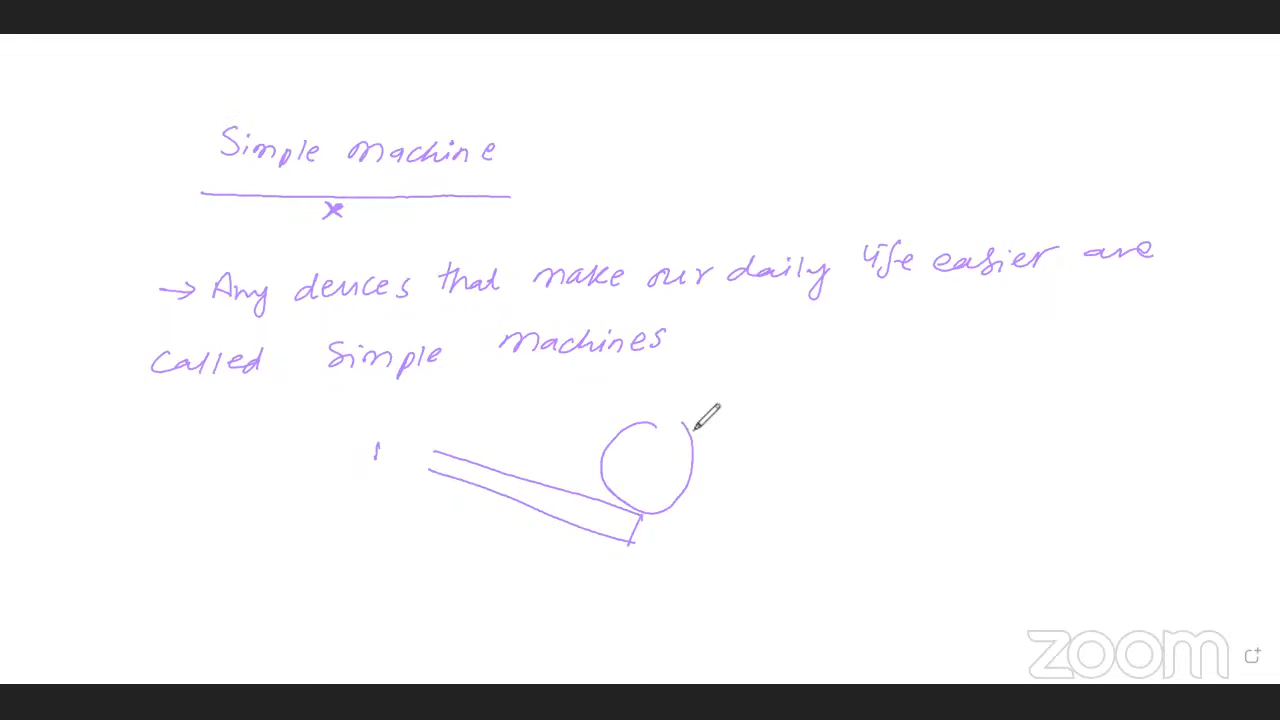 Simple machine
→ Any devices that make our daily life easier are
called simple machines
zoom